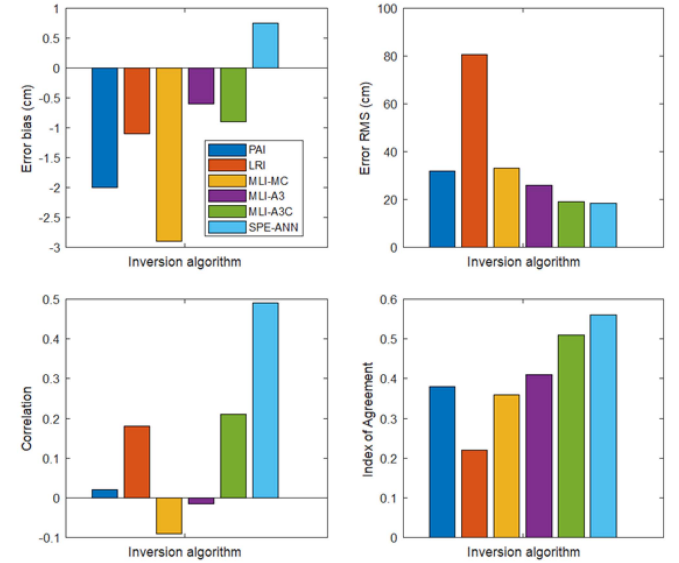 1
0.5
0
-0.5
-1
-1.5
-2
-2.5
-3
Error bias (cm)
PAI
LRI
MLI-MC
MLI-A3
MLI-A3C
SPE-ANN
Inversion algorithm
100
80
60
40
20
0
Error RMS (cm)
Inversion algorithm
0.5
0.4
0.3
0.2
0.1
0
-0.1
Correlation
Inversion algorithm
0.6
0.5
0.4
0.3
0.2
0.1
0
Index of Agreement
Inversion algorithm